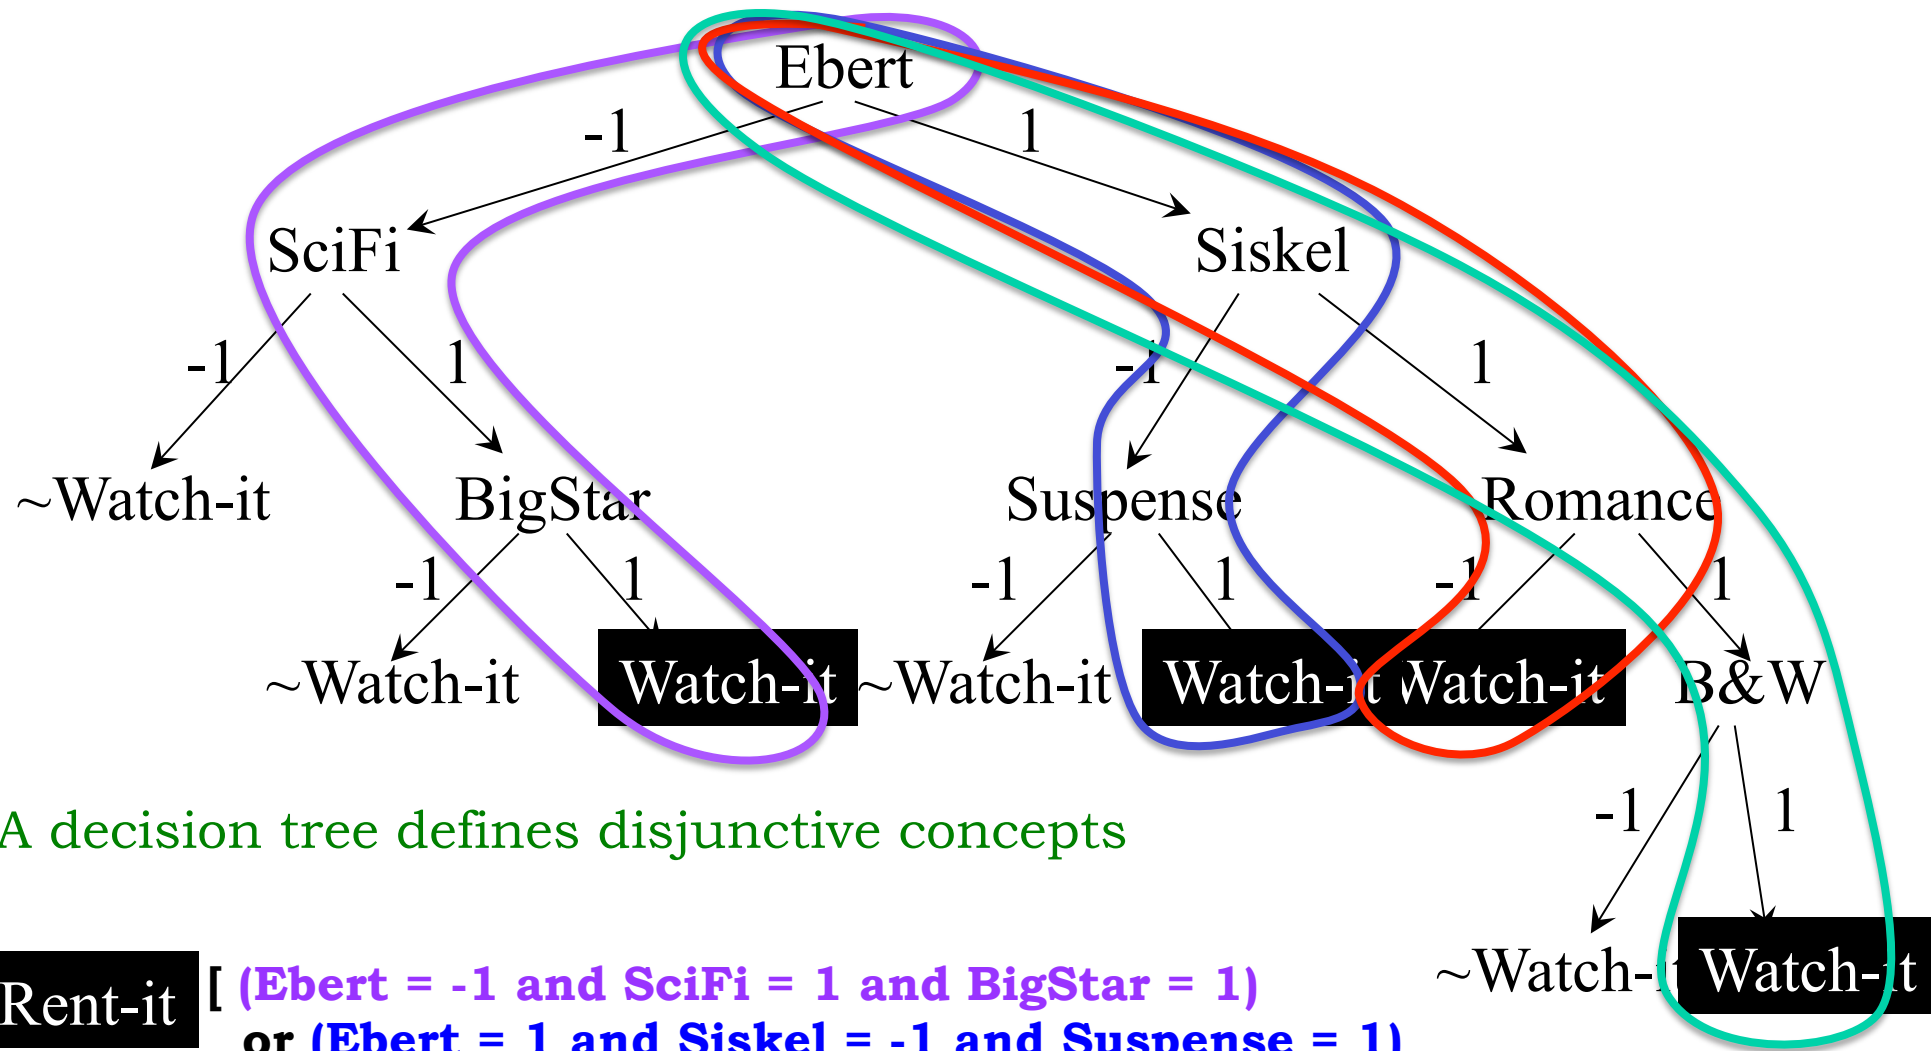 Ebert
-1 1
SciFi Siskel
-1 1 -1 1
~Watch-it BigStar Suspense Romance
-1 1 -1 1 -1 1
~Watch-it Watch-it ~Watch-it Watch-it Watch-it B&W
A decision tree defines disjunctive concepts
-1 1
~Watch-it Watch-it
Rent-it [ (Ebert = -1 and SciFi = 1 and BigStar = 1)
or (Ebert = 1 and Siskel = -1 and Suspense = 1)